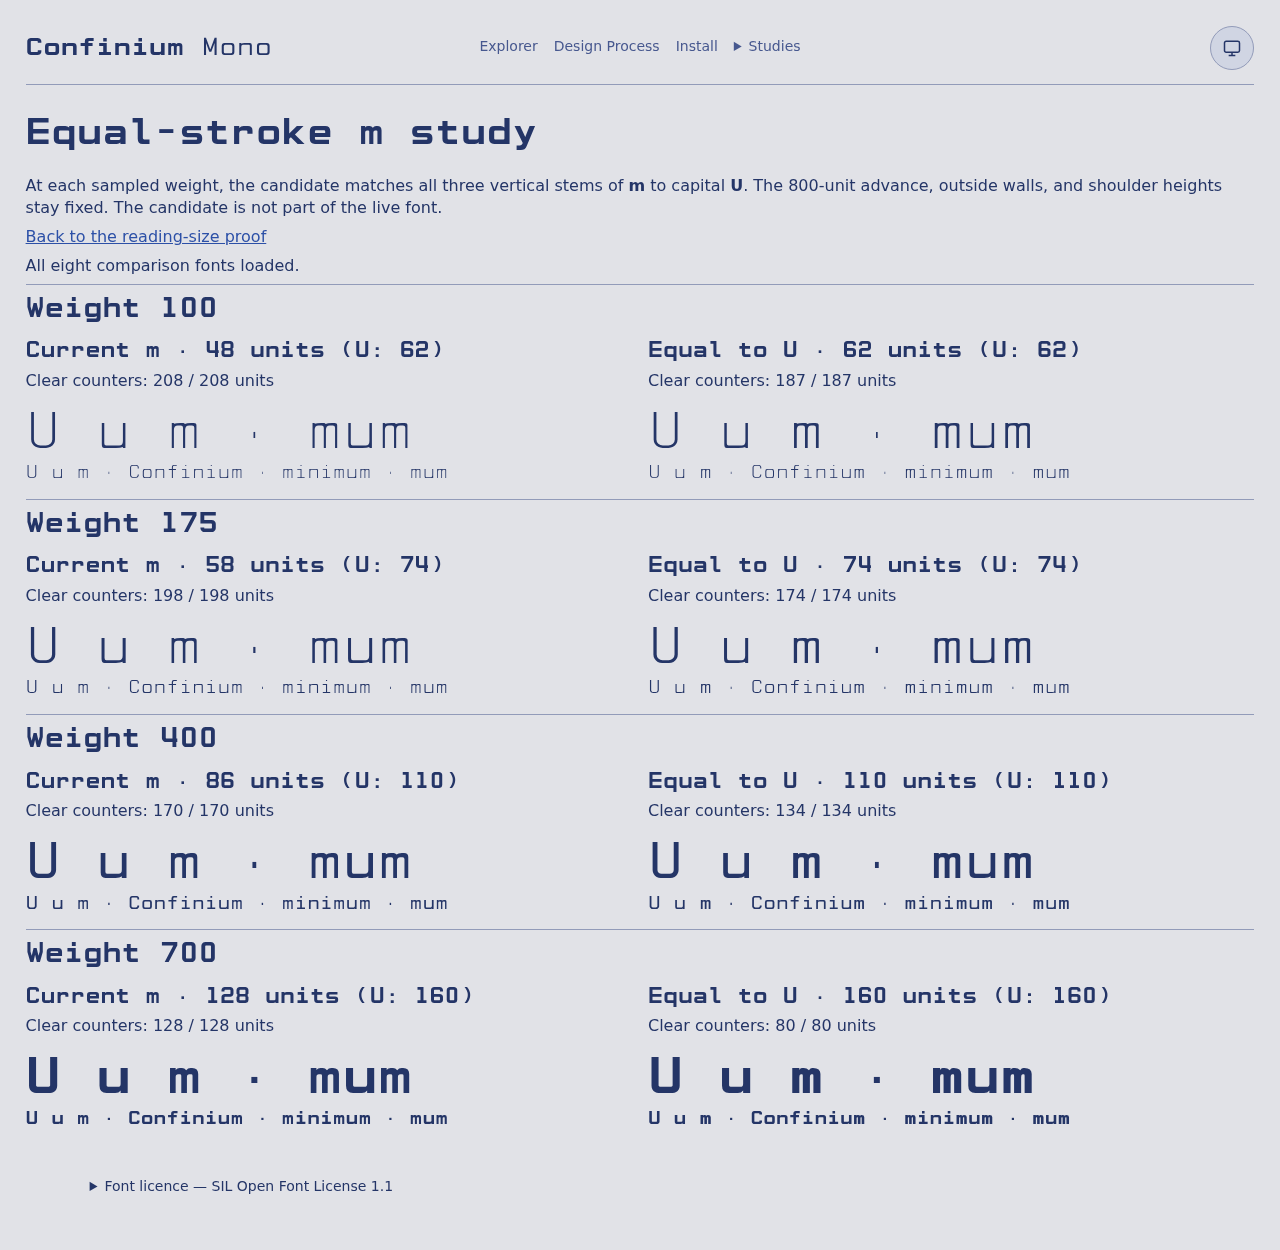 Confinium Mono
Explorer Design Process Install ▶ Studies
Equal-stroke m study
At each sampled weight, the candidate matches all three vertical stems of m to capital U. The 800-unit advance, outside walls, and shoulder heights
stay fixed. The candidate is not part of the live font.
Back to the reading-size proof
All eight comparison fonts loaded.
Weight 100
Current m · 48 units (U: 62)
Clear counters: 208 / 208 units
U u m · mum
U u m · Confinium · minimum · mum
Equal to U · 62 units (U: 62)
Clear counters: 187 / 187 units
U u m · mum
U u m · Confinium · minimum · mum
Weight 175
Current m · 58 units (U: 74)
Clear counters: 198 / 198 units
U u m · mum
U u m · Confinium · minimum · mum
Equal to U · 74 units (U: 74)
Clear counters: 174 / 174 units
U u m · mum
U u m · Confinium · minimum · mum
Weight 400
Current m · 86 units (U: 110)
Clear counters: 170 / 170 units
U u m · mum
U u m · Confinium · minimum · mum
Equal to U · 110 units (U: 110)
Clear counters: 134 / 134 units
U u m · mum
U u m · Confinium · minimum · mum
Weight 700
Current m · 128 units (U: 160)
Clear counters: 128 / 128 units
U u m · mum
U u m · Confinium · minimum · mum
Equal to U · 160 units (U: 160)
Clear counters: 80 / 80 units
U u m · mum
U u m · Confinium · minimum · mum
▶ Font licence — SIL Open Font License 1.1